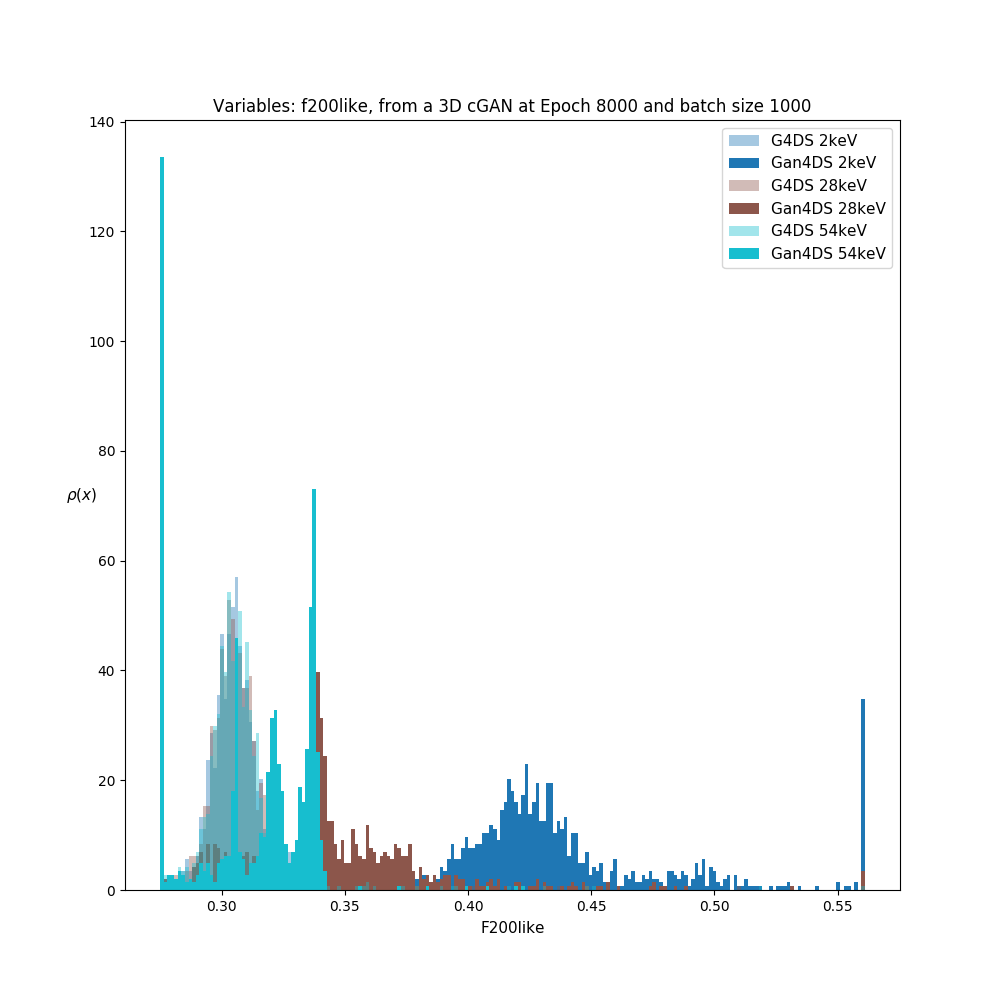 Variables: f200like, from a 3D cGAN at Epoch 8000 and batch size 1000
G4DS 2keV
Gan4DS 2keV
G4DS 28keV
Gan4DS 28keV
G4DS 54keV
Gan4DS 54keV
140
120
100
80
60
40
20
0
ρ(x)
0.30 0.35 0.40 0.45 0.50 0.55
F200like